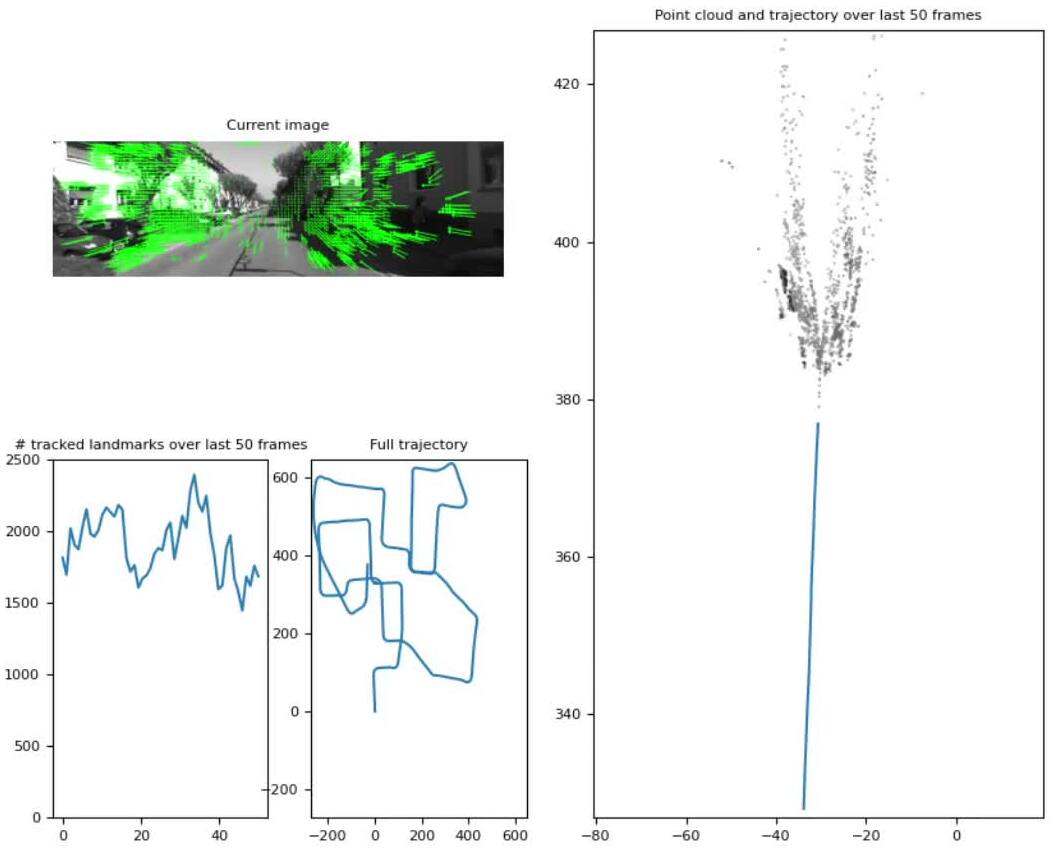 Point cloud and trajectory over last 50 frames
420
400
380
360
340
−80 −60 −40 −20 0
Current image
# tracked landmarks over last 50 frames
2500
2000
1500
1000
500
0
0 20 40
Full trajectory
600
400
200
0
−200
−200 0 200 400 600